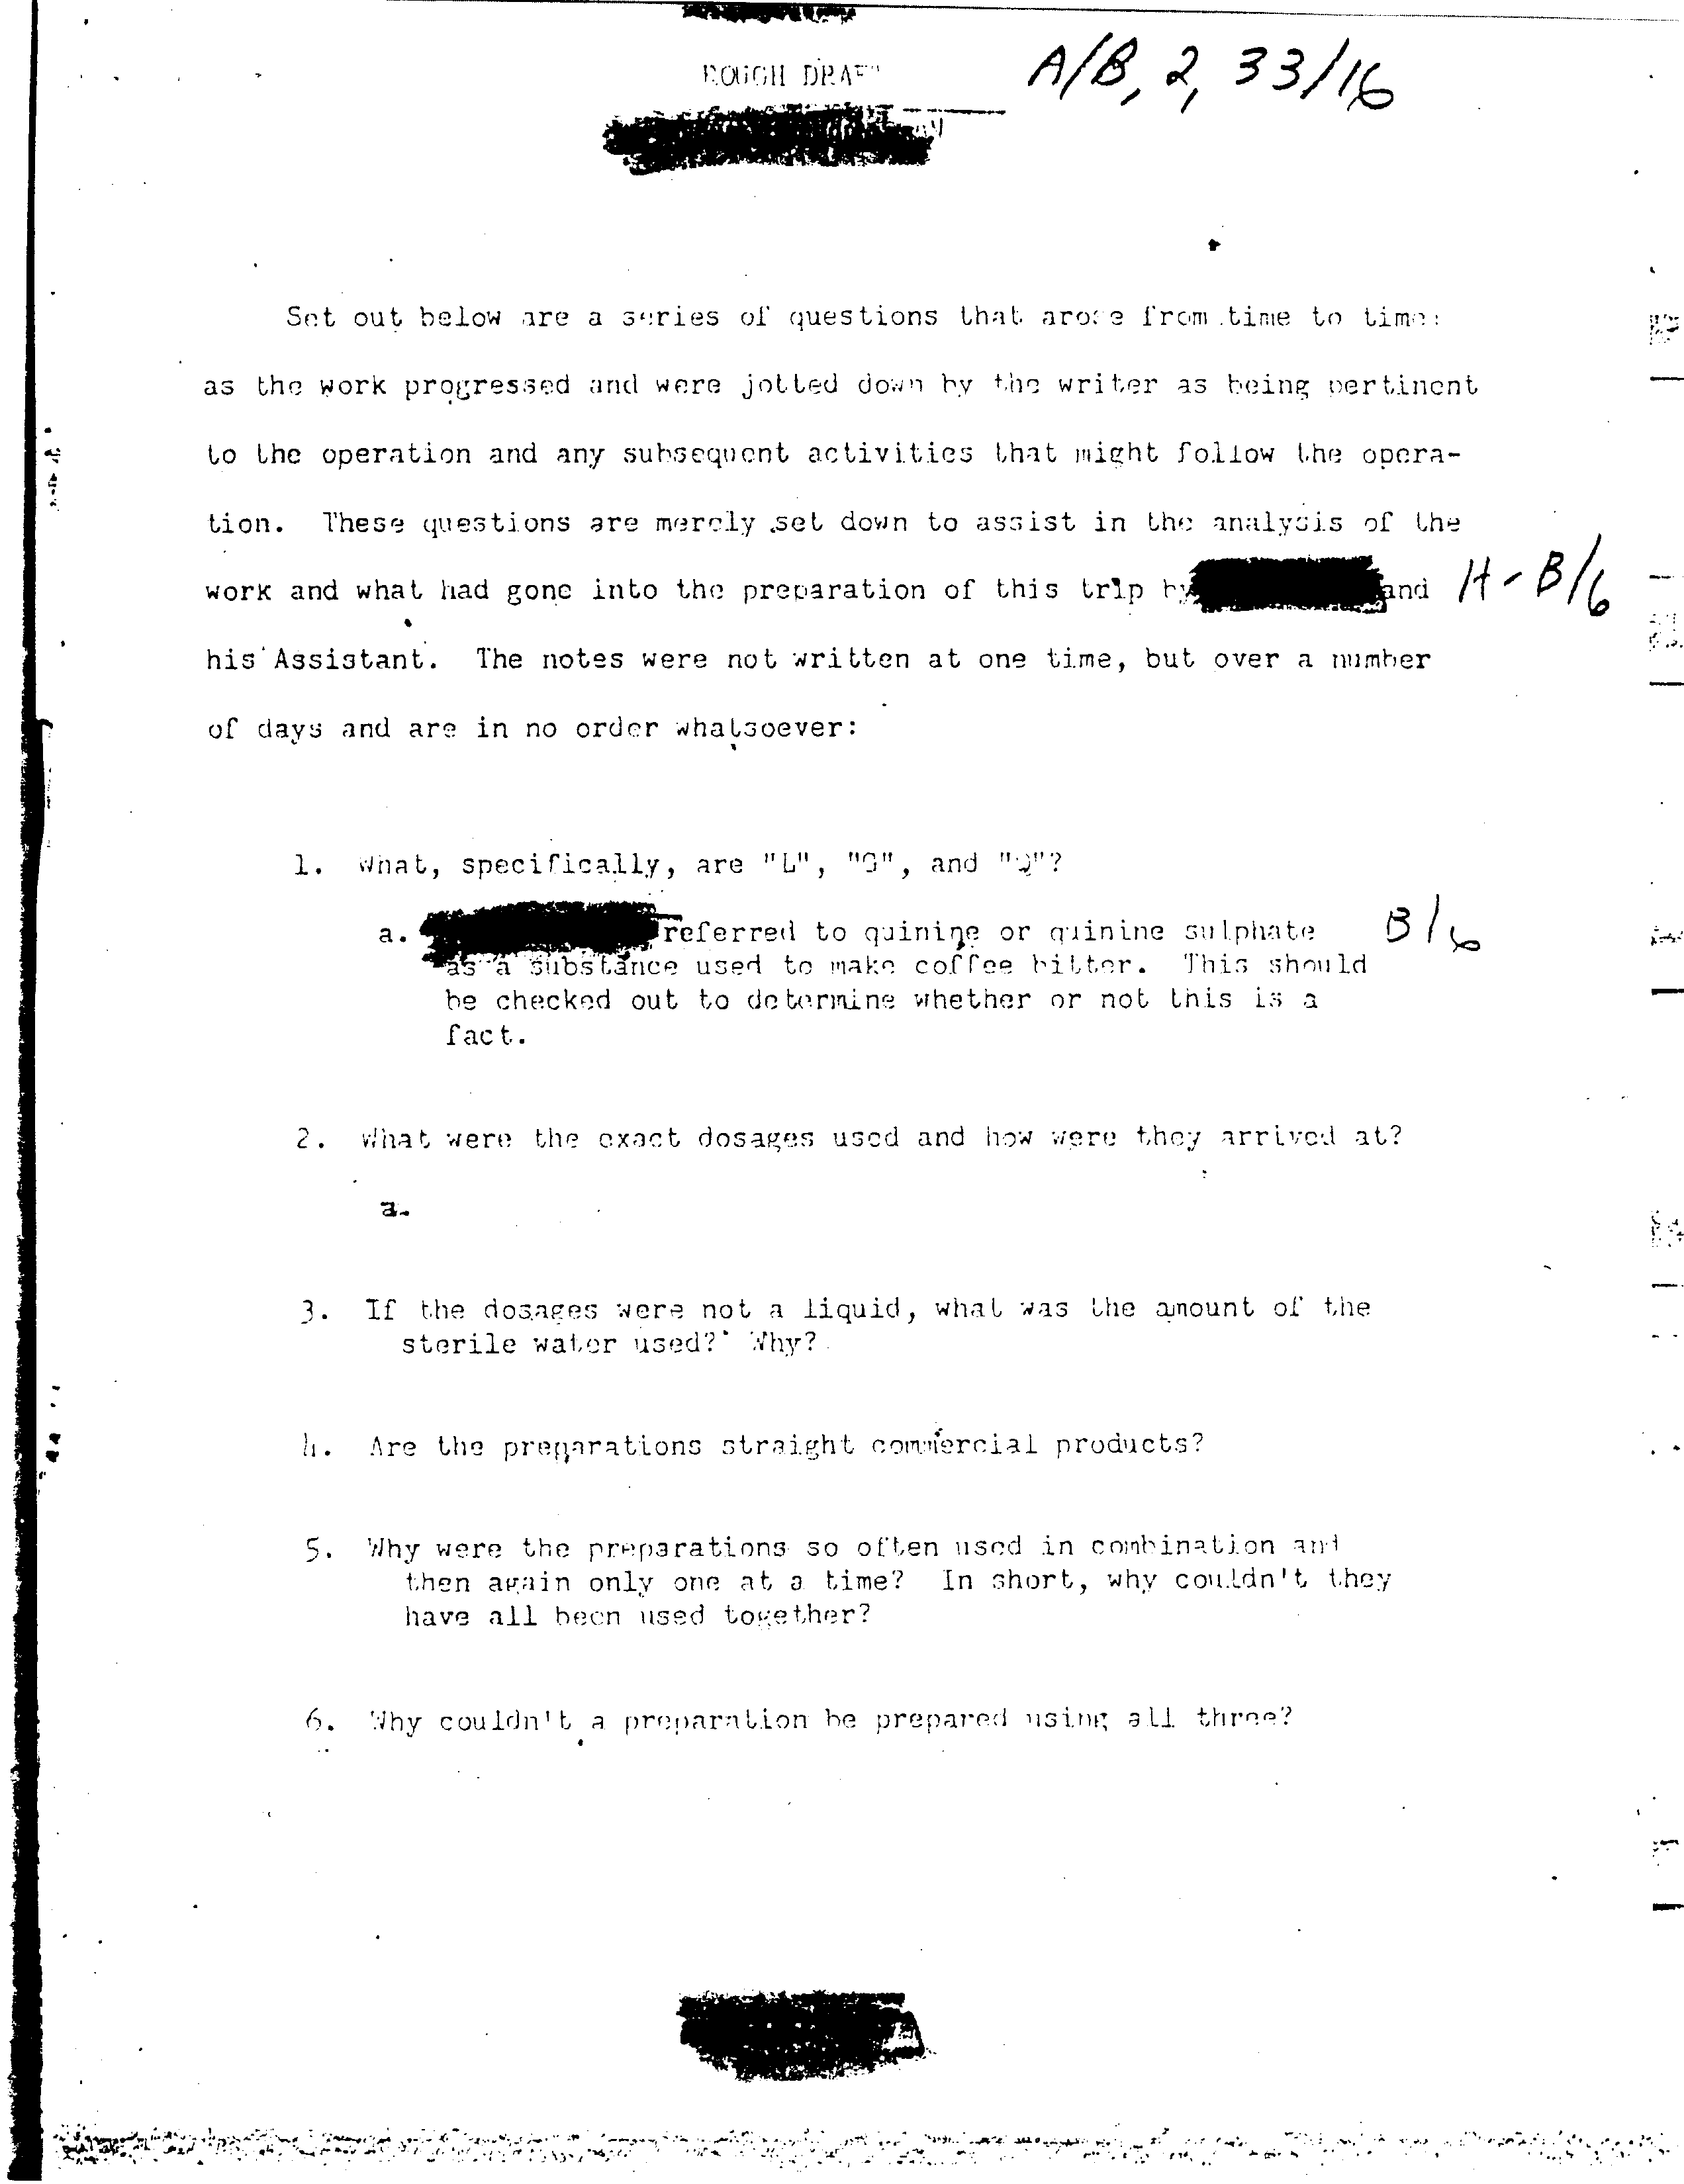 ROUGH DRAFT
A/B, 2, 33/16
Set out below are a series of questions that arose from time to time
as the work progressed and were jotted down by the writer as being pertinent
to the operation and any subsequent activities that might follow the opera-
tion. These questions are merely set down to assist in the analysis of the
work and what had gone into the preparation of this trip by and H-B/6
his Assistant. The notes were not written at one time, but over a number
of days and are in no order whatsoever:
1. What, specifically, are "L", "G", and "Q"?
a. referred to quinine or quinine sulphate B/6
as a substance used to make coffee bitter. This should
be checked out to determine whether or not this is a
fact.
2. What were the exact dosages used and how were they arrived at?
a.
3. If the dosages were not a liquid, what was the amount of the
sterile water used? Why?
4. Are the preparations straight commercial products?
5. Why were the preparations so often used in combination and
then again only one at a time? In short, why couldn't they
have all been used together?
6. Why couldn't a preparation be prepared using all three?